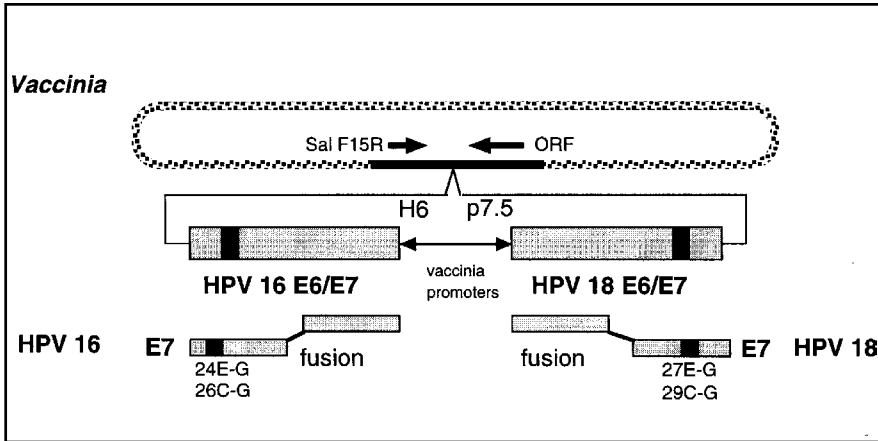 Vaccinia
Sal F15R ORF
H6 p7.5
vaccinia
promoters
HPV 16 E6/E7 HPV 18 E6/E7
HPV 16 E7 fusion fusion E7 HPV 18
24E-G 27E-G
26C-G 29C-G